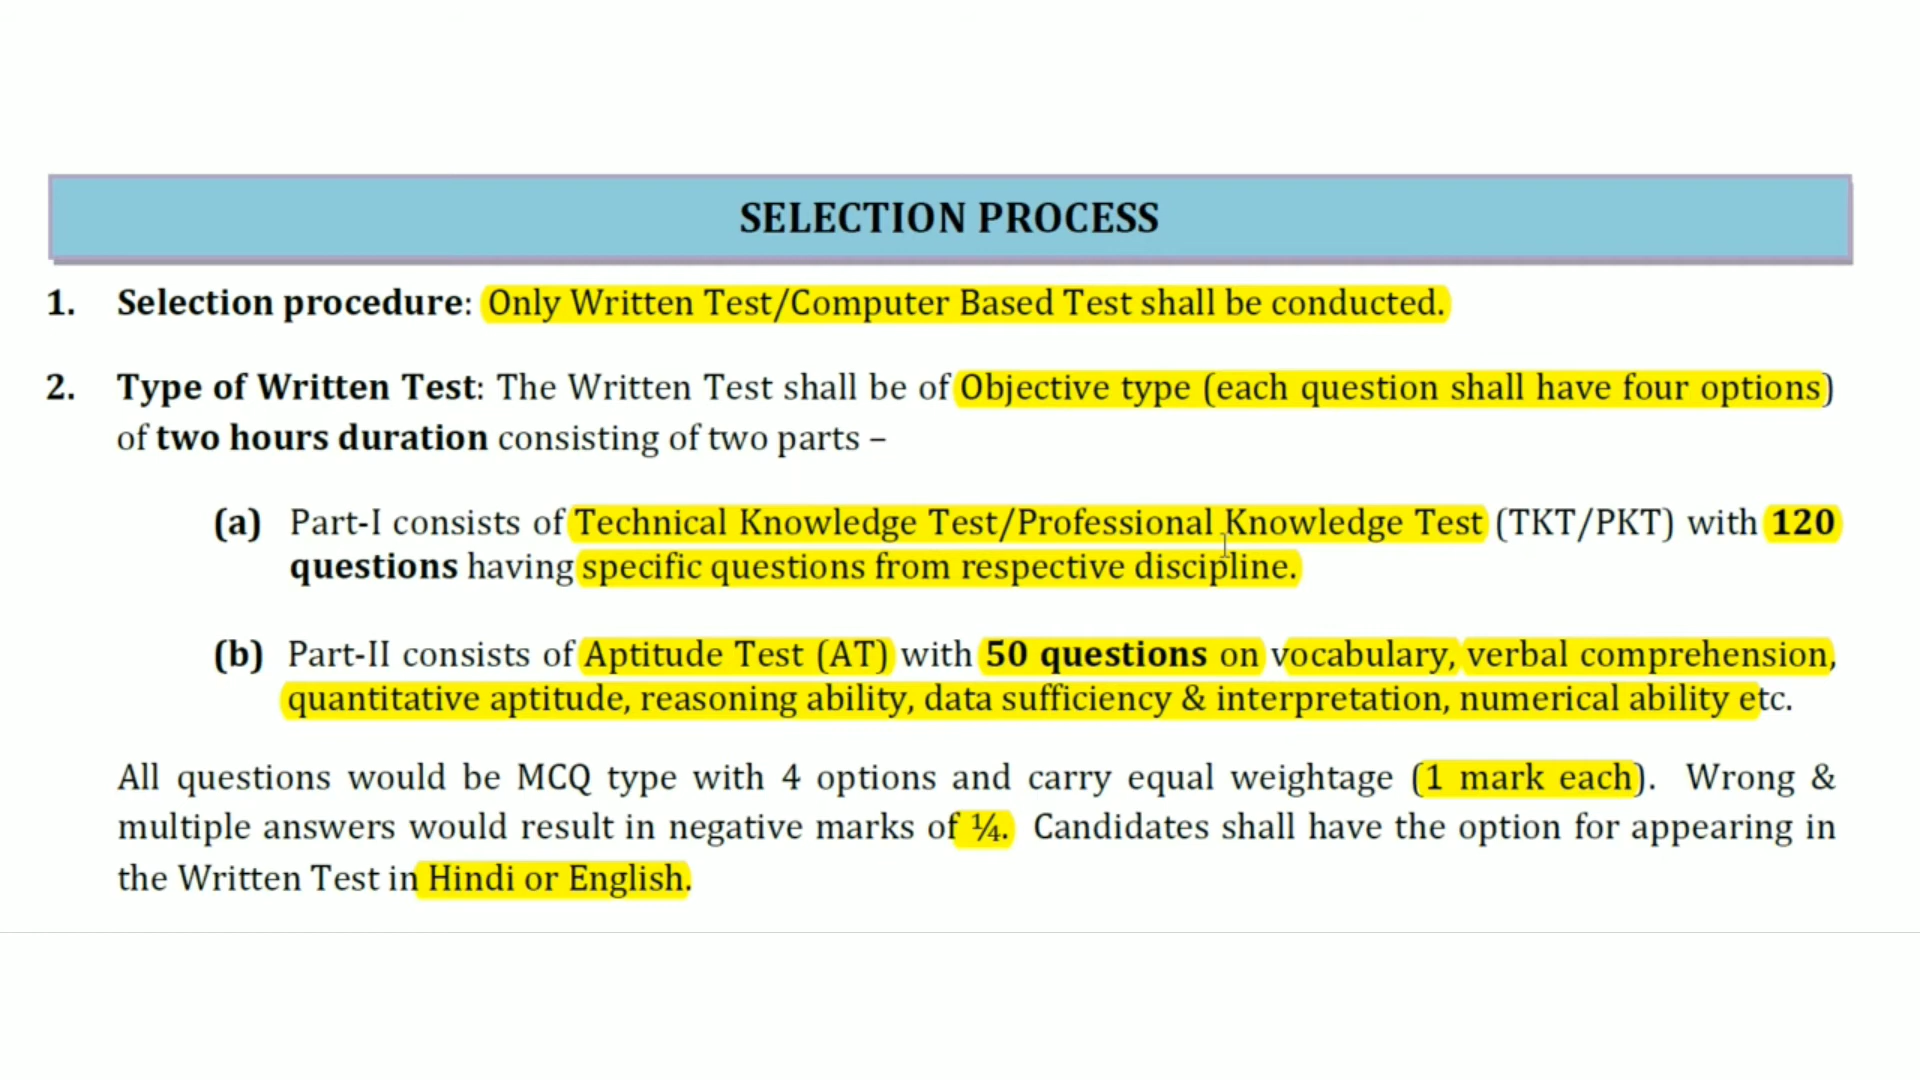 SELECTION PROCESS
1. Selection procedure: Only Written Test/Computer Based Test shall be conducted.
2. Type of Written Test: The Written Test shall be of Objective type (each question shall have four options)
of two hours duration consisting of two parts –
(a) Part-I consists of Technical Knowledge Test/Professional Knowledge Test (TKT/PKT) with 120
questions having specific questions from respective discipline.
(b) Part-II consists of Aptitude Test (AT) with 50 questions on vocabulary, verbal comprehension,
quantitative aptitude, reasoning ability, data sufficiency & interpretation, numerical ability etc.
All questions would be MCQ type with 4 options and carry equal weightage (1 mark each). Wrong &
multiple answers would result in negative marks of ¼. Candidates shall have the option for appearing in
the Written Test in Hindi or English.